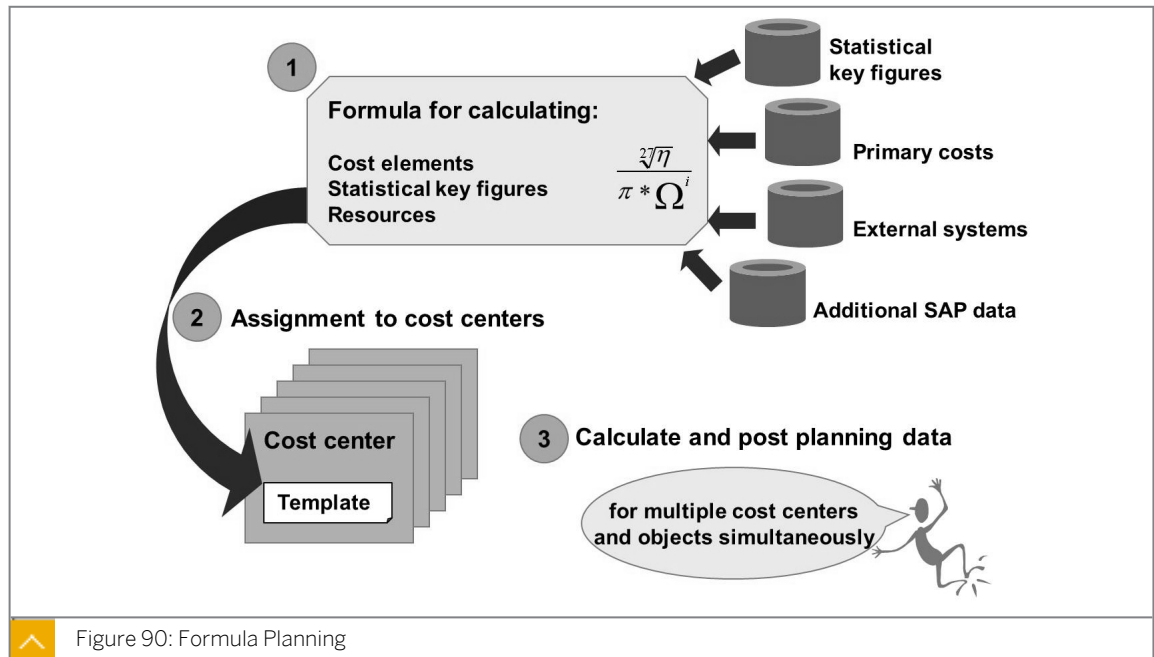 1
Formula for calculating:
Cost elements
Statistical key figures
Resources
²⁷√η
π * Ωⁱ
Statistical
key figures
Primary costs
External systems
Additional SAP data
2 Assignment to cost centers
Cost center
Template
3 Calculate and post planning data
for multiple cost centers
and objects simultaneously
Figure 90: Formula Planning